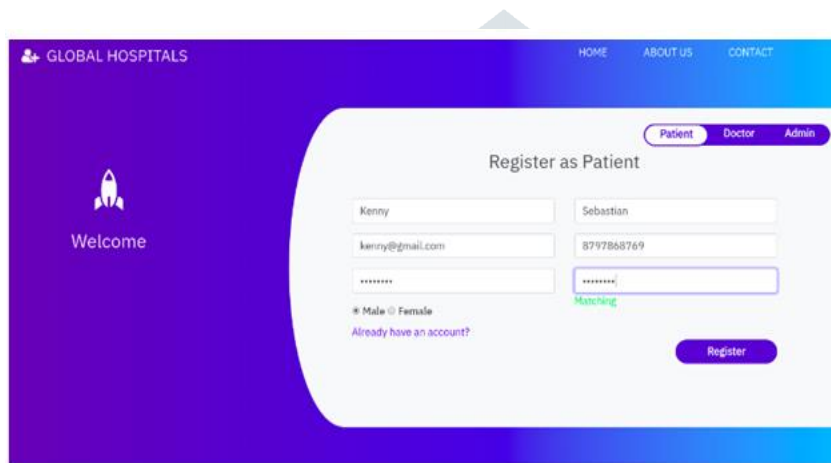 GLOBAL HOSPITALS
HOME ABOUT US CONTACT
Patient Doctor Admin
Register as Patient
Welcome
Kenny Sebastian
kenny@gmail.com 8797868769
•••••••• ••••••••
Matching
Male Female
Already have an account?
Register